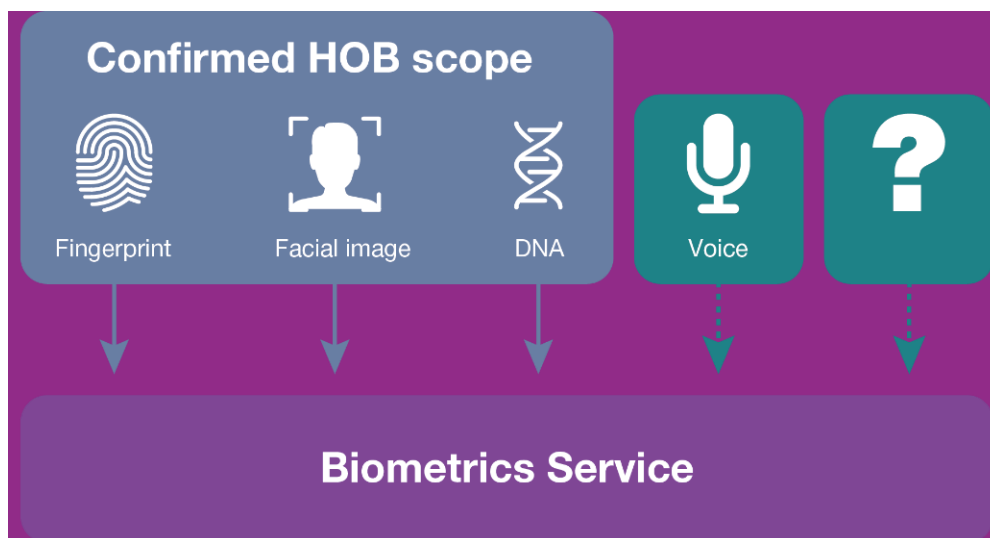 Confirmed HOB scope
Fingerprint
Facial image
DNA
Voice
?
Biometrics Service